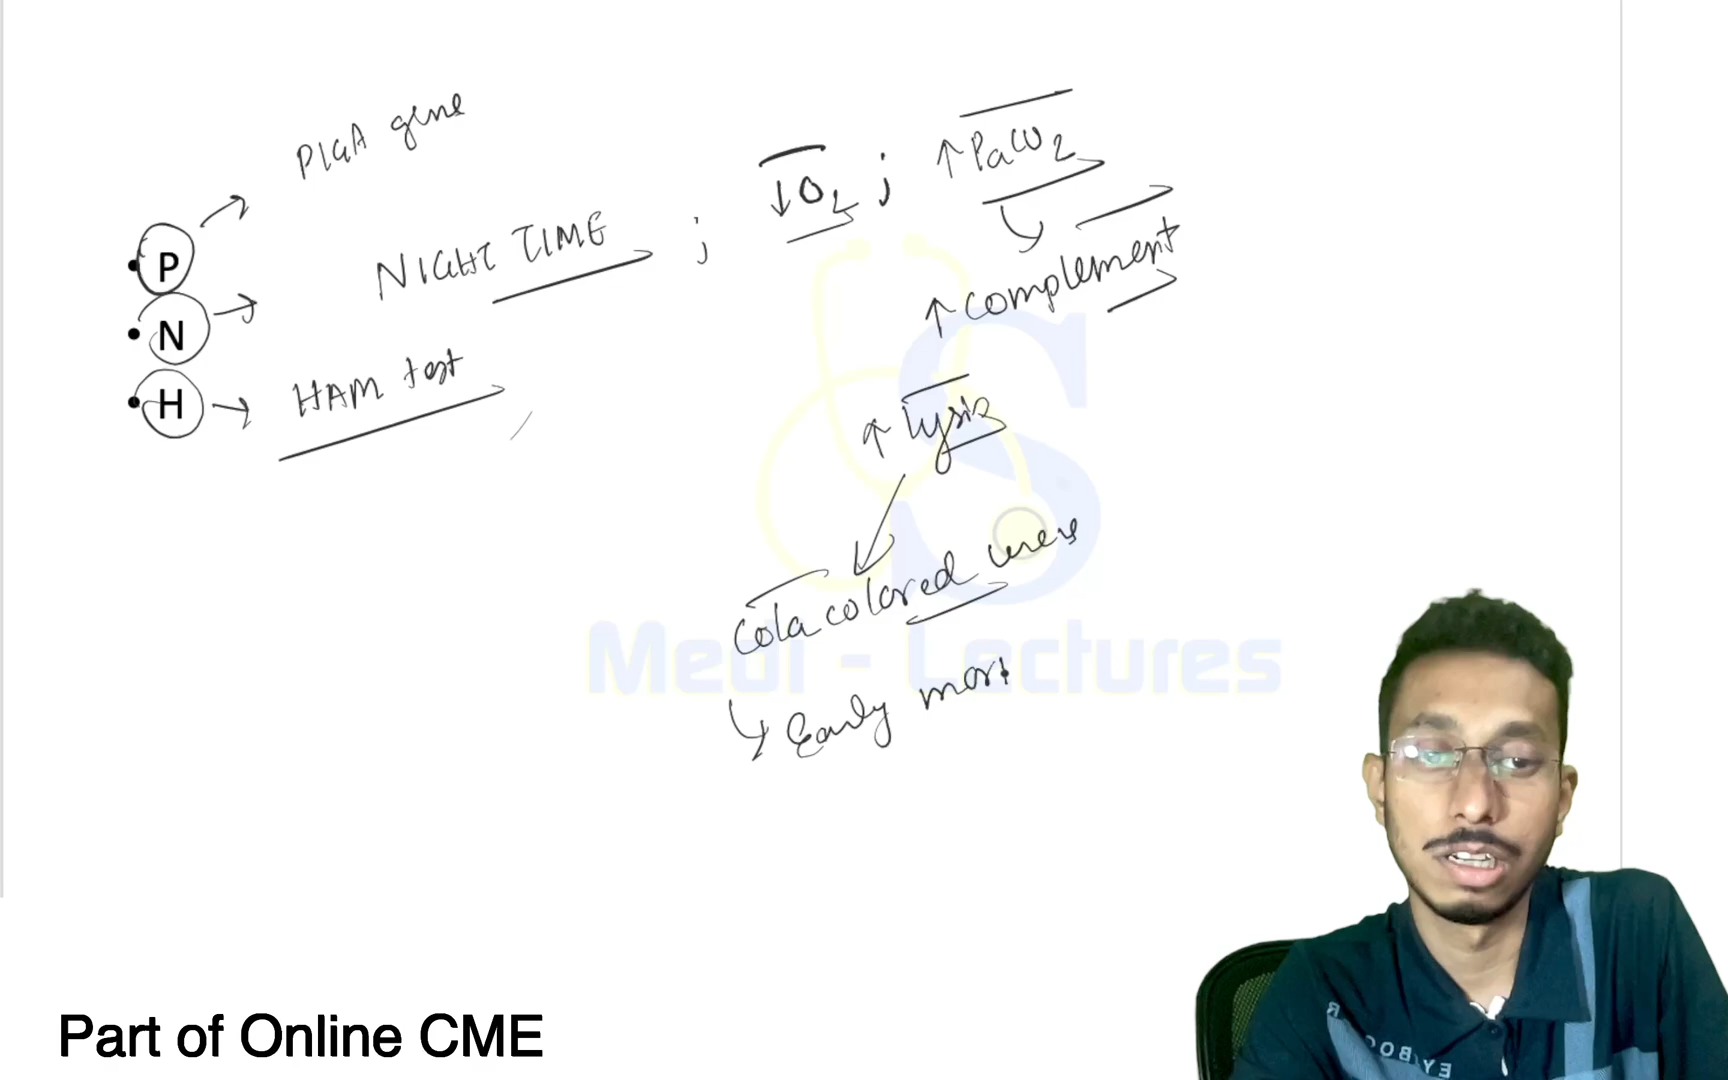 P → PIGA gene
N → NIGHT TIME ; ↓O2 ; ↑PaCO2
↑ complement
H → HAM test
↑ lysis
Cola colored
Early morn
Medi - Lectures
Part of Online CME